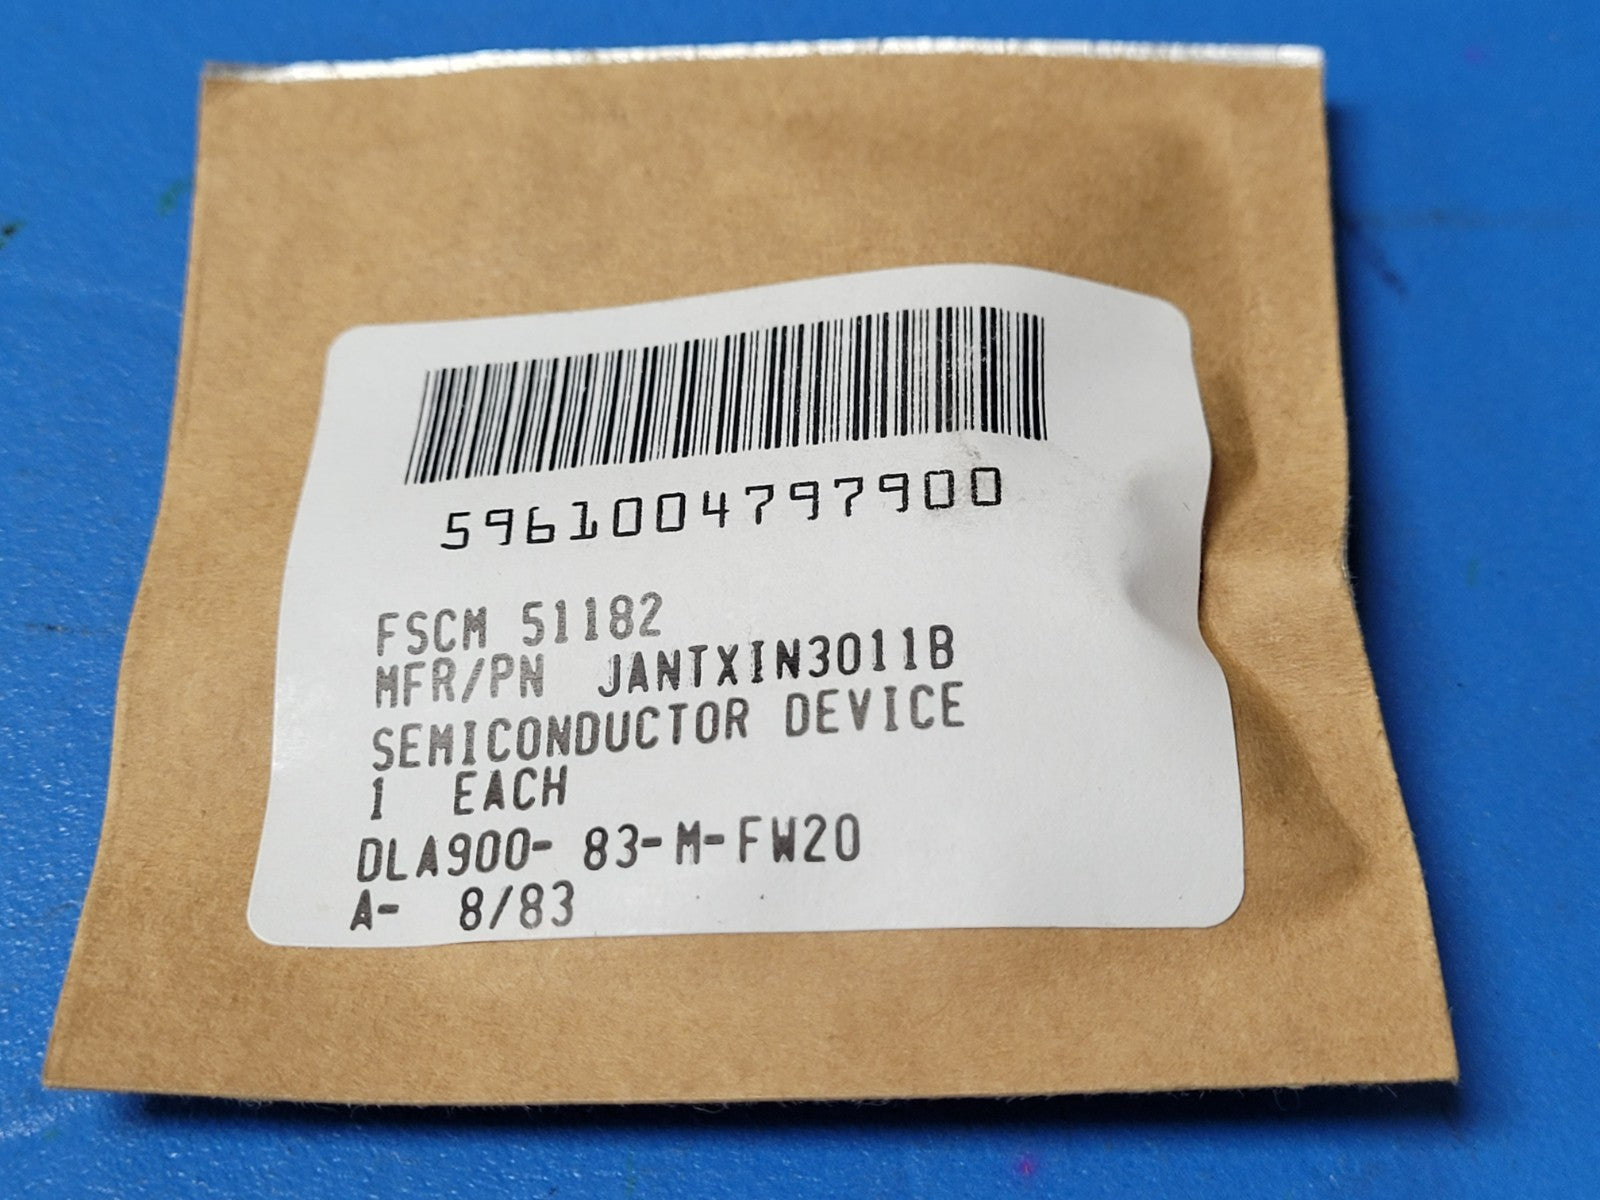 5961004797900
FSCM 51182
MFR/PN JANTXIN3011B
SEMICONDUCTOR DEVICE
1 EACH
DLA900- 83-M-FW20
A- 8/83